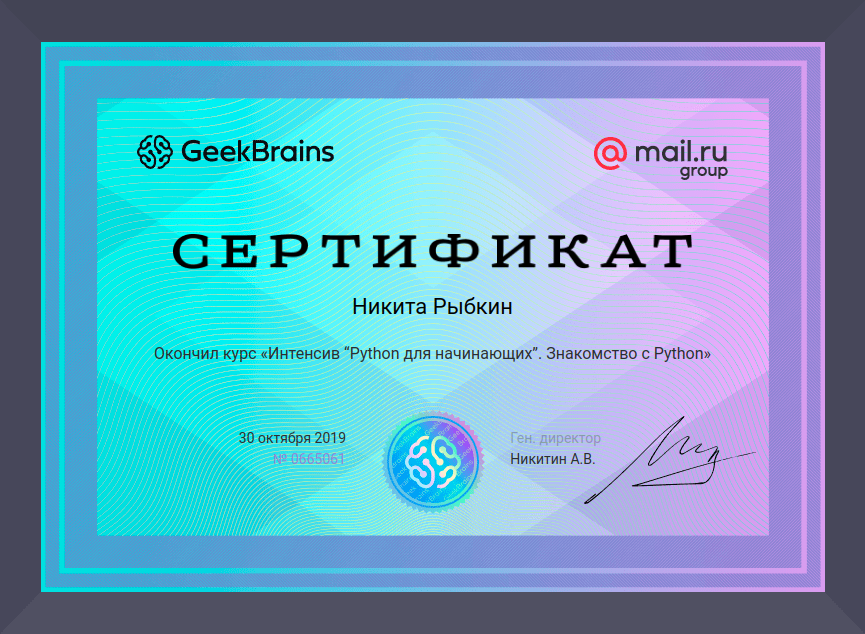 GeekBrains
@mail.ru
group
СЕРТИФИКАТ
Никита Рыбкин
Окончил курс «Интенсив “Python для начинающих”. Знакомство с Python»
30 октября 2019
№ 0665061
Ген. директор
Никитин А.В.